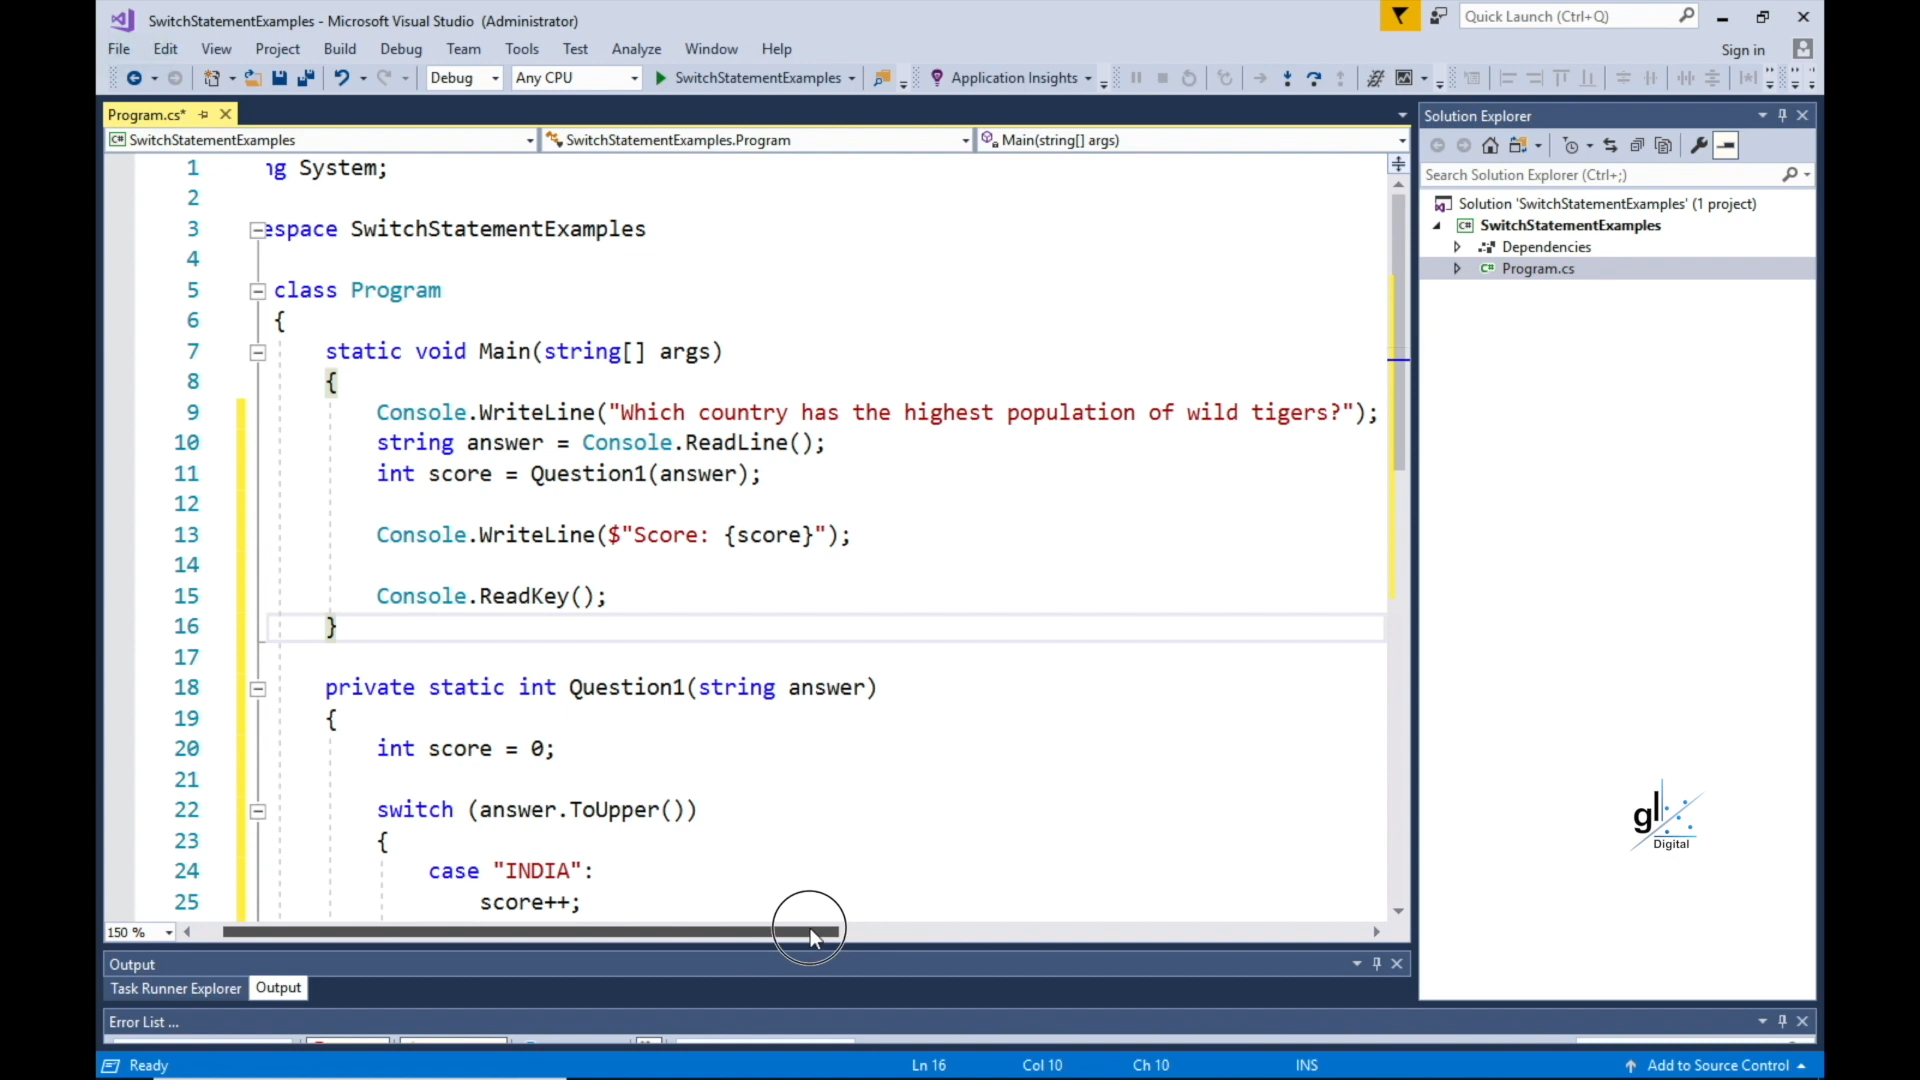 SwitchStatementExamples - Microsoft Visual Studio (Administrator)
Quick Launch (Ctrl+Q)
File Edit View Project Build Debug Team Tools Test Analyze Window Help
Sign in
Debug Any CPU SwitchStatementExamples Application Insights
Program.cs*
SwitchStatementExamples SwitchStatementExamples.Program Main(string[] args)
1 ng System;
2
3 espace SwitchStatementExamples
4
5 class Program
6 {
7 static void Main(string[] args)
8 {
9 Console.WriteLine("Which country has the highest population of wild tigers?");
10 string answer = Console.ReadLine();
11 int score = Question1(answer);
12
13 Console.WriteLine($"Score: {score}");
14
15 Console.ReadKey();
16 }
17
18 private static int Question1(string answer)
19 {
20 int score = 0;
21
22 switch (answer.ToUpper())
23 {
24 case "INDIA":
25 score++;
150 %
Solution Explorer
Search Solution Explorer (Ctrl+;)
Solution 'SwitchStatementExamples' (1 project)
C# SwitchStatementExamples
Dependencies
C# Program.cs
gl
Digital
Output
Task Runner Explorer Output
Error List ...
Ready Ln 16 Col 10 Ch 10 INS Add to Source Control